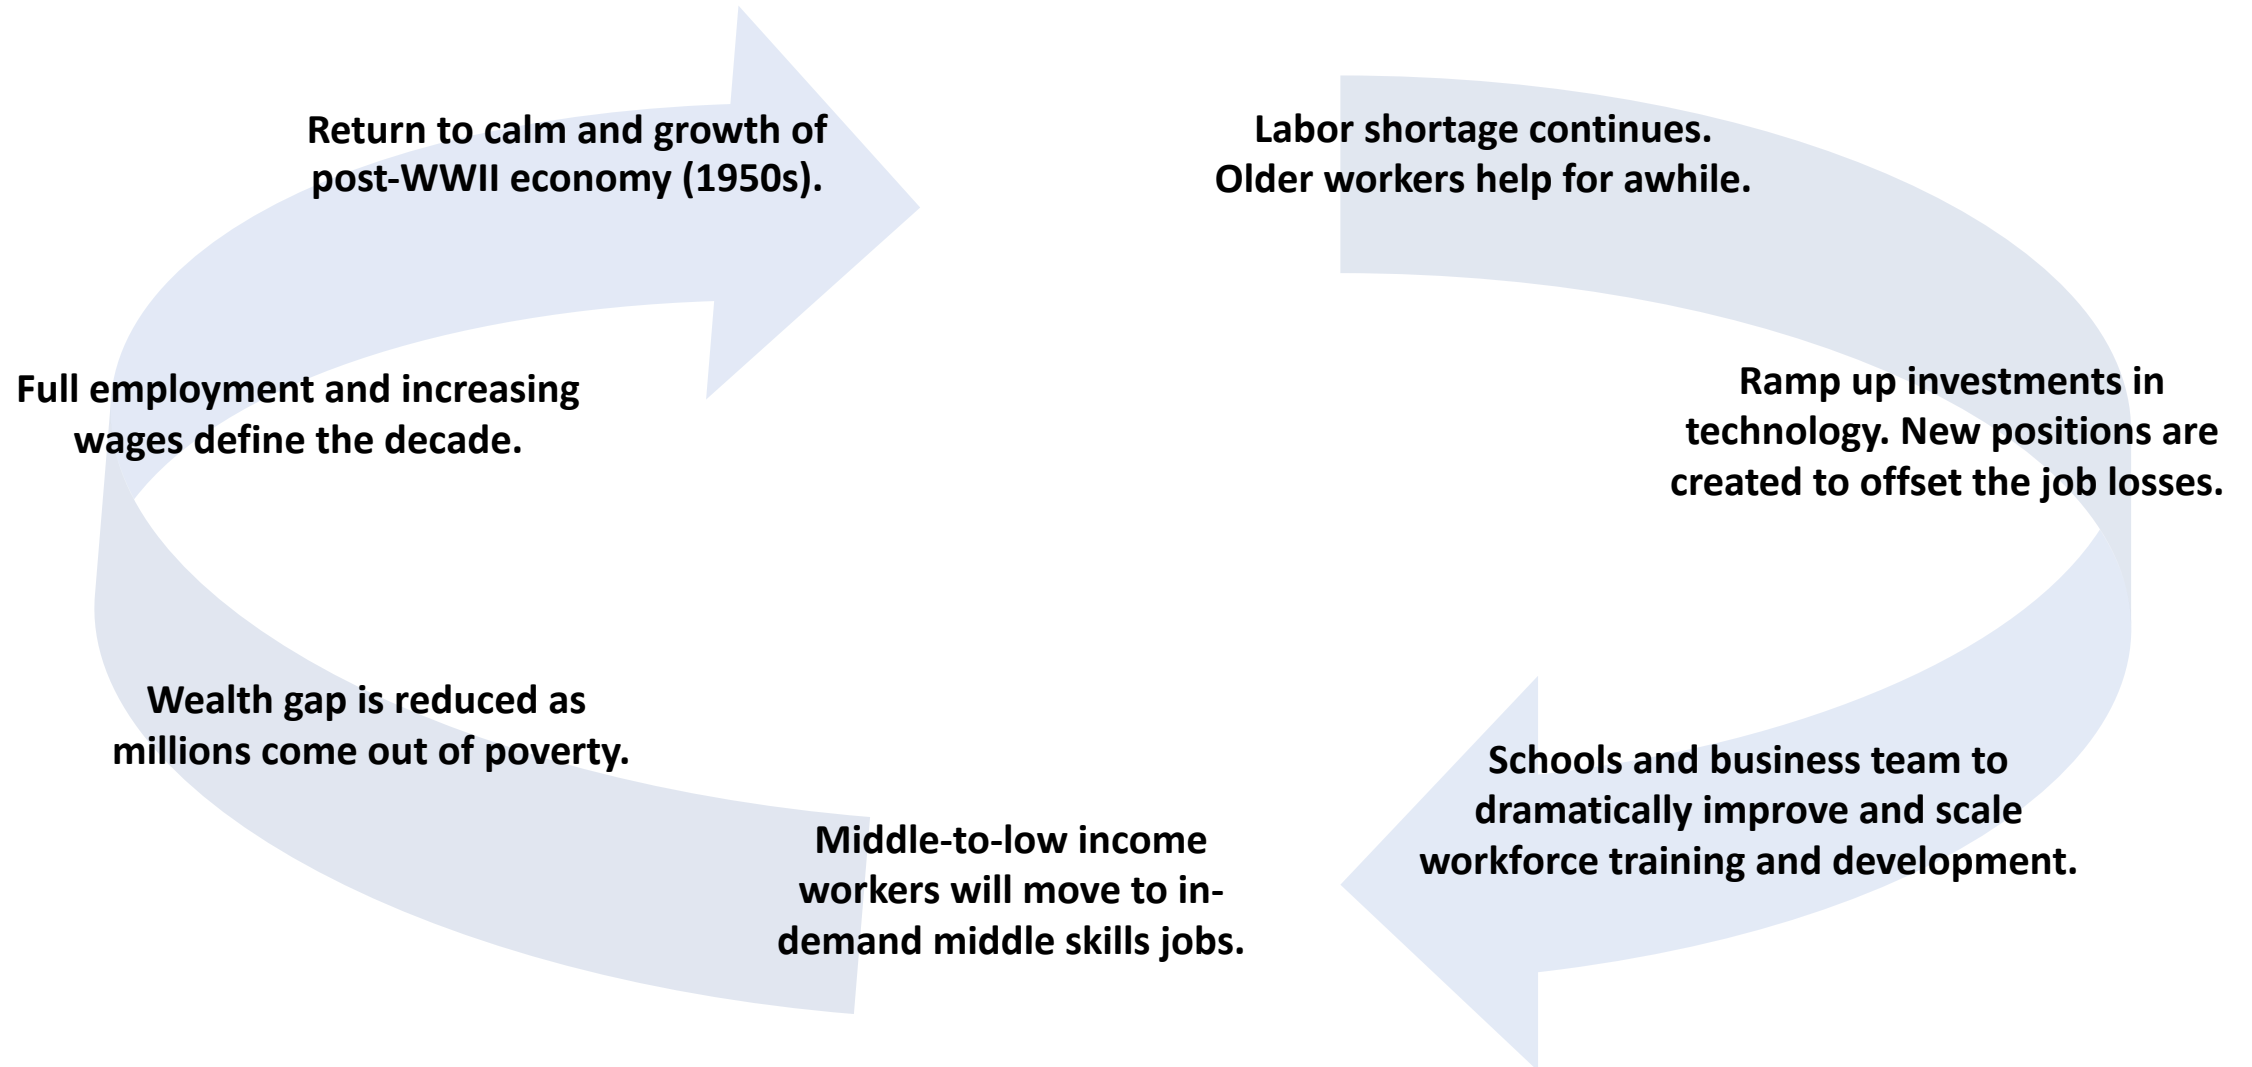 Return to calm and growth of
post-WWII economy (1950s).
Labor shortage continues.
Older workers help for awhile.
Full employment and increasing
wages define the decade.
Ramp up investments in
technology. New positions are
created to offset the job losses.
Wealth gap is reduced as
millions come out of poverty.
Schools and business team to
dramatically improve and scale
workforce training and development.
Middle-to-low income
workers will move to in-
demand middle skills jobs.